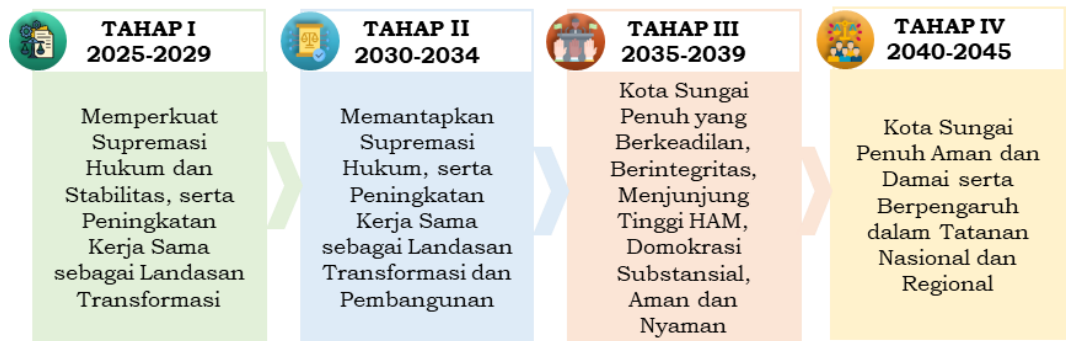 TAHAP I
2025-2029
Memperkuat
Supremasi
Hukum dan
Stabilitas, serta
Peningkatan
Kerja Sama
sebagai Landasan
Transformasi
TAHAP II
2030-2034
Memantapkan
Supremasi
Hukum, serta
Peningkatan
Kerja Sama
sebagai Landasan
Transformasi dan
Pembangunan
TAHAP III
2035-2039
Kota Sungai
Penuh yang
Berkeadilan,
Berintegritas,
Menjunjung
Tinggi HAM,
Domokrasi
Substansial,
Aman dan
Nyaman
TAHAP IV
2040-2045
Kota Sungai
Penuh Aman dan
Damai serta
Berpengaruh
dalam Tatanan
Nasional dan
Regional